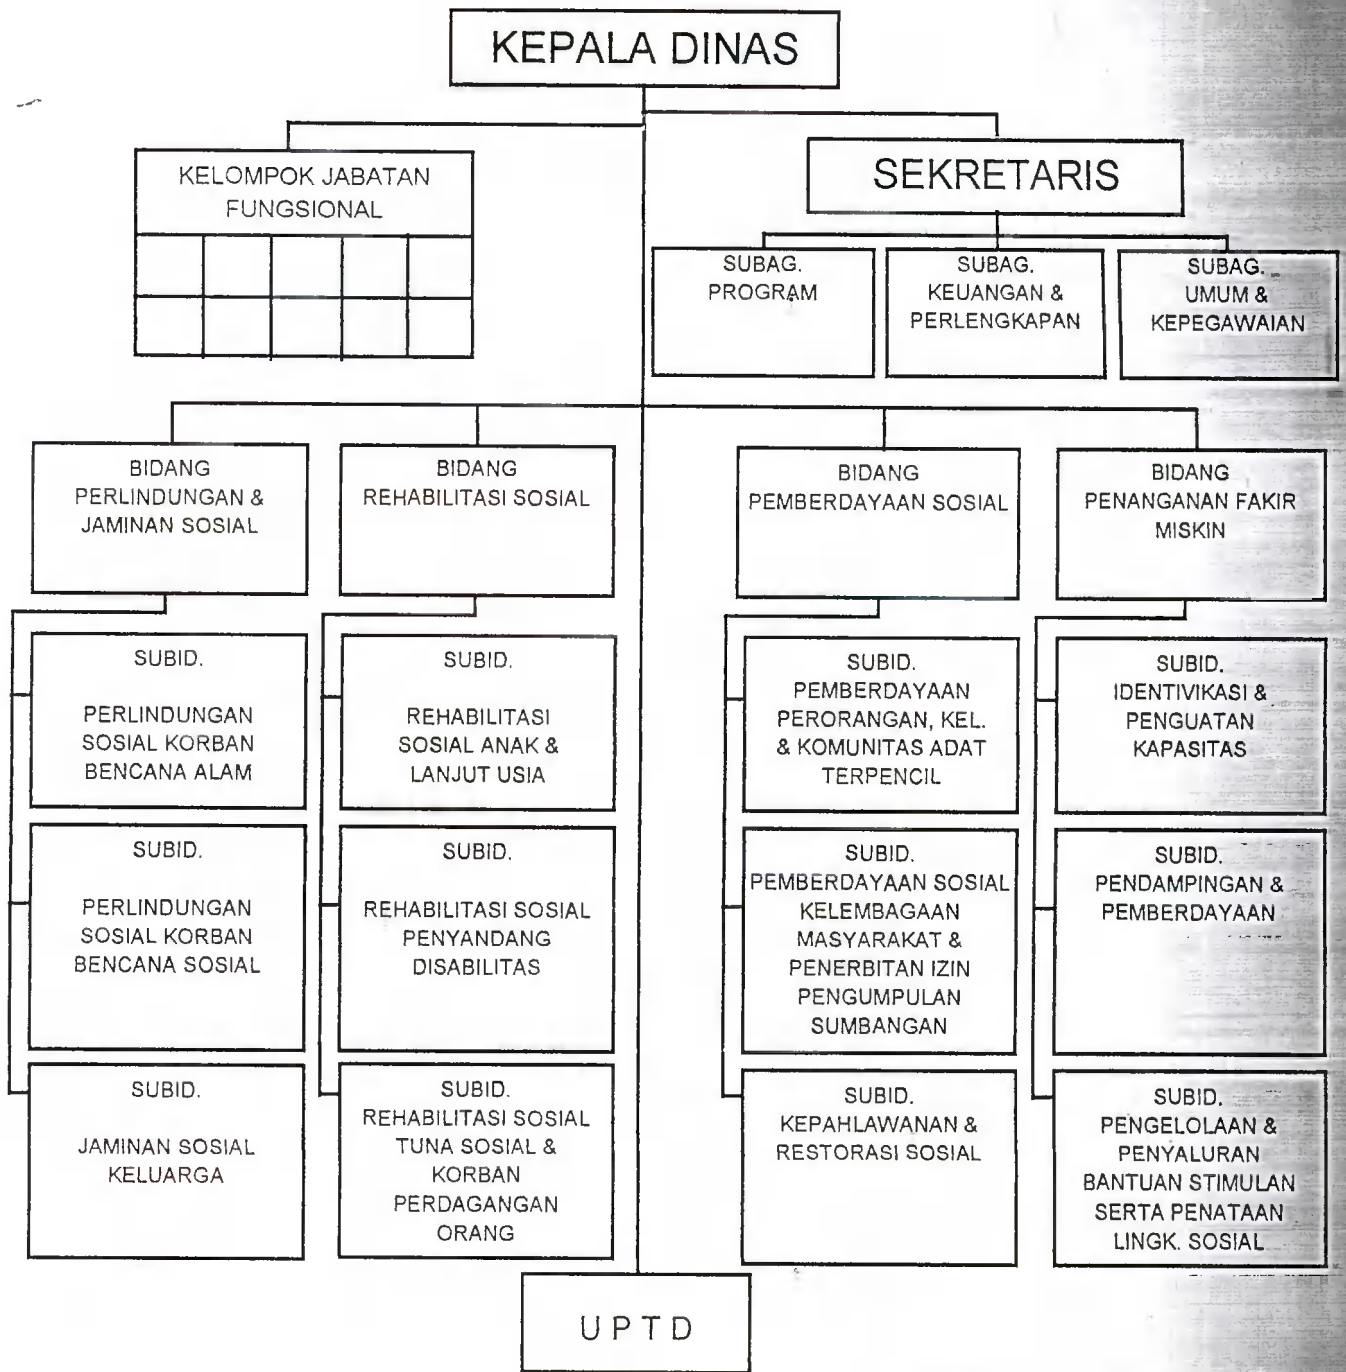 KEPALA DINAS
KELOMPOK JABATAN
FUNGSIONAL
SEKRETARIS
SUBAG.
PROGRAM
SUBAG.
KEUANGAN &
PERLENGKAPAN
SUBAG.
UMUM &
KEPEGAWAIAN
BIDANG
PERLINDUNGAN &
JAMINAN SOSIAL
BIDANG
REHABILITASI SOSIAL
BIDANG
PEMBERDAYAAN SOSIAL
BIDANG
PENANGANAN FAKIR
MISKIN
SUBID.
PERLINDUNGAN
SOSIAL KORBAN
BENCANA ALAM
SUBID.
REHABILITASI
SOSIAL ANAK &
LANJUT USIA
SUBID.
PEMBERDAYAAN
PERORANGAN, KEL.
& KOMUNITAS ADAT
TERPENCIL
SUBID.
IDENTIVIKASI &
PENGUATAN
KAPASITAS
SUBID.
PERLINDUNGAN
SOSIAL KORBAN
BENCANA SOSIAL
SUBID.
REHABILITASI SOSIAL
PENYANDANG
DISABILITAS
SUBID.
PEMBERDAYAAN SOSIAL
KELEMBAGAAN
MASYARAKAT &
PENERBITAN IZIN
PENGUMPULAN
SUMBANGAN
SUBID.
PENDAMPINGAN &
PEMBERDAYAAN
SUBID.
JAMINAN SOSIAL
KELUARGA
SUBID.
REHABILITASI SOSIAL
TUNA SOSIAL &
KORBAN
PERDAGANGAN
ORANG
SUBID.
KEPAHLAWANAN &
RESTORASI SOSIAL
SUBID.
PENGELOLAAN &
PENYALURAN
BANTUAN STIMULAN
SERTA PENATAAN
LINGK. SOSIAL
U P T D